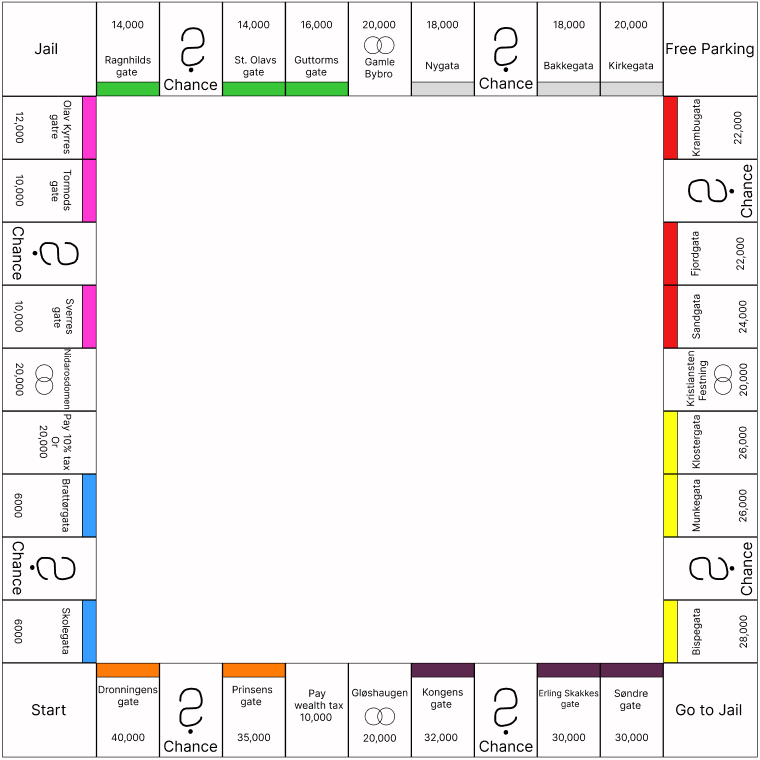 Jail
14,000
Ragnhilds
gate
Chance
14,000
St. Olavs
gate
16,000
Guttorms
gate
20,000
Gamle
Bybro
18,000
Nygata
Chance
18,000
Bakkegata
20,000
Kirkegata
Free Parking
Krambugata
22,000
Chance
Fjordgata
22,000
Sandgata
24,000
Kristiansten
Festning
20,000
Klostergata
26,000
Munkegata
26,000
Chance
Bispegata
28,000
Go to Jail
Søndre
gate
30,000
Erling Skakkes
gate
30,000
Chance
Kongens
gate
32,000
Gløshaugen
20,000
Pay
wealth tax
10,000
Prinsens
gate
35,000
Chance
Dronningens
gate
40,000
Start
Skolegata
6000
Chance
Brattørgata
6000
Pay 10% tax
Or
20,000
Nidarosdomen
20,000
Sverres
gate
10,000
Chance
Tormods
gate
10,000
Olav Kyrres
gatre
12,000